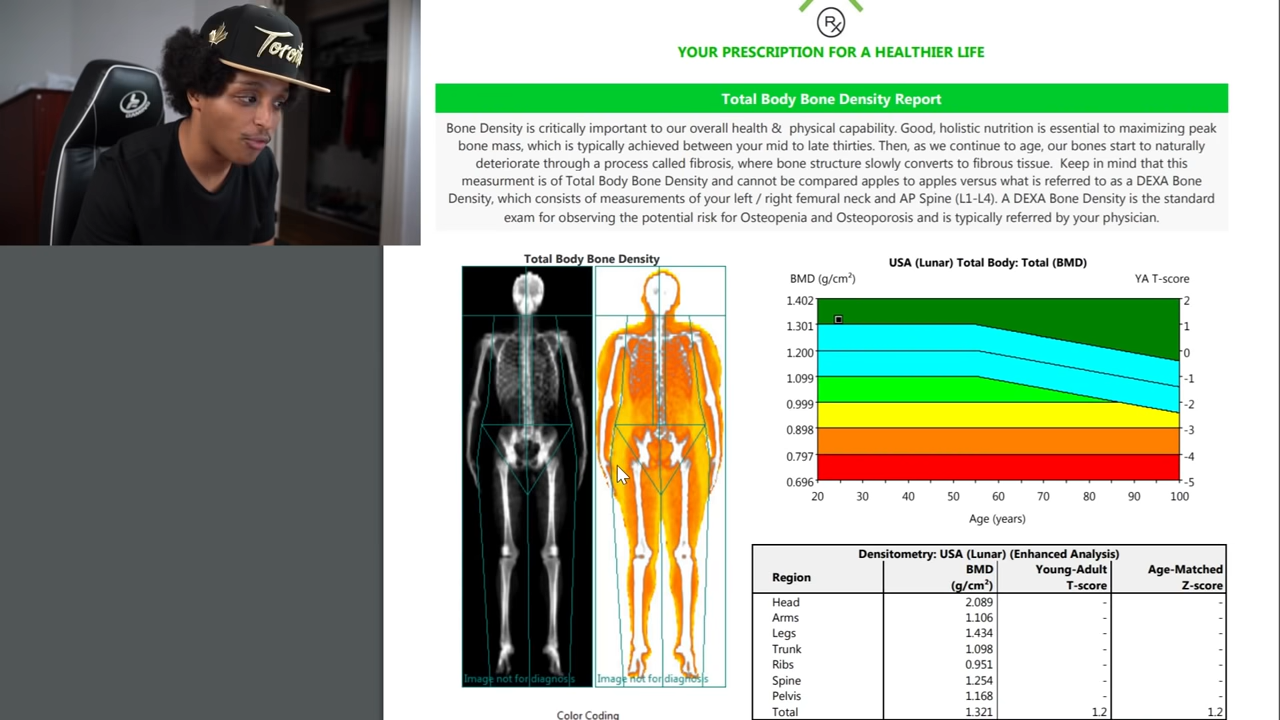 Toron
Rx
YOUR PRESCRIPTION FOR A HEALTHIER LIFE
Total Body Bone Density Report
Bone Density is critically important to our overall health & physical capability. Good, holistic nutrition is essential to maximizing peak
bone mass, which is typically achieved between your mid to late thirties. Then, as we continue to age, our bones start to naturally
deteriorate through a process called fibrosis, where bone structure slowly converts to fibrous tissue. Keep in mind that this
measurment is of Total Body Bone Density and cannot be compared apples to apples versus what is referred to as a DEXA Bone
Density, which consists of measurements of your left / right femoral neck and AP Spine (L1-L4). A DEXA Bone Density is the standard
exam for observing the potential risk for Osteopenia and Osteoporosis and is typically referred by your physician.
Total Body Bone Density
Image not for diagnosis
Image not for diagnosis
Color Coding
USA (Lunar) Total Body: Total (BMD)
BMD (g/cm²) YA T-score
1.402 2
1.301 1
1.200 0
1.099 -1
0.999 -2
0.898 -3
0.797 -4
0.696 -5
20 30 40 50 60 70 80 90 100
Age (years)
Densitometry: USA (Lunar) (Enhanced Analysis)
Region BMD (g/cm²) Young-Adult T-score Age-Matched Z-score
Head 2.089 - -
Arms 1.106 - -
Legs 1.434 - -
Trunk 1.098 - -
Ribs 0.951 - -
Spine 1.254 - -
Pelvis 1.168 - -
Total 1.321 1.2 1.2